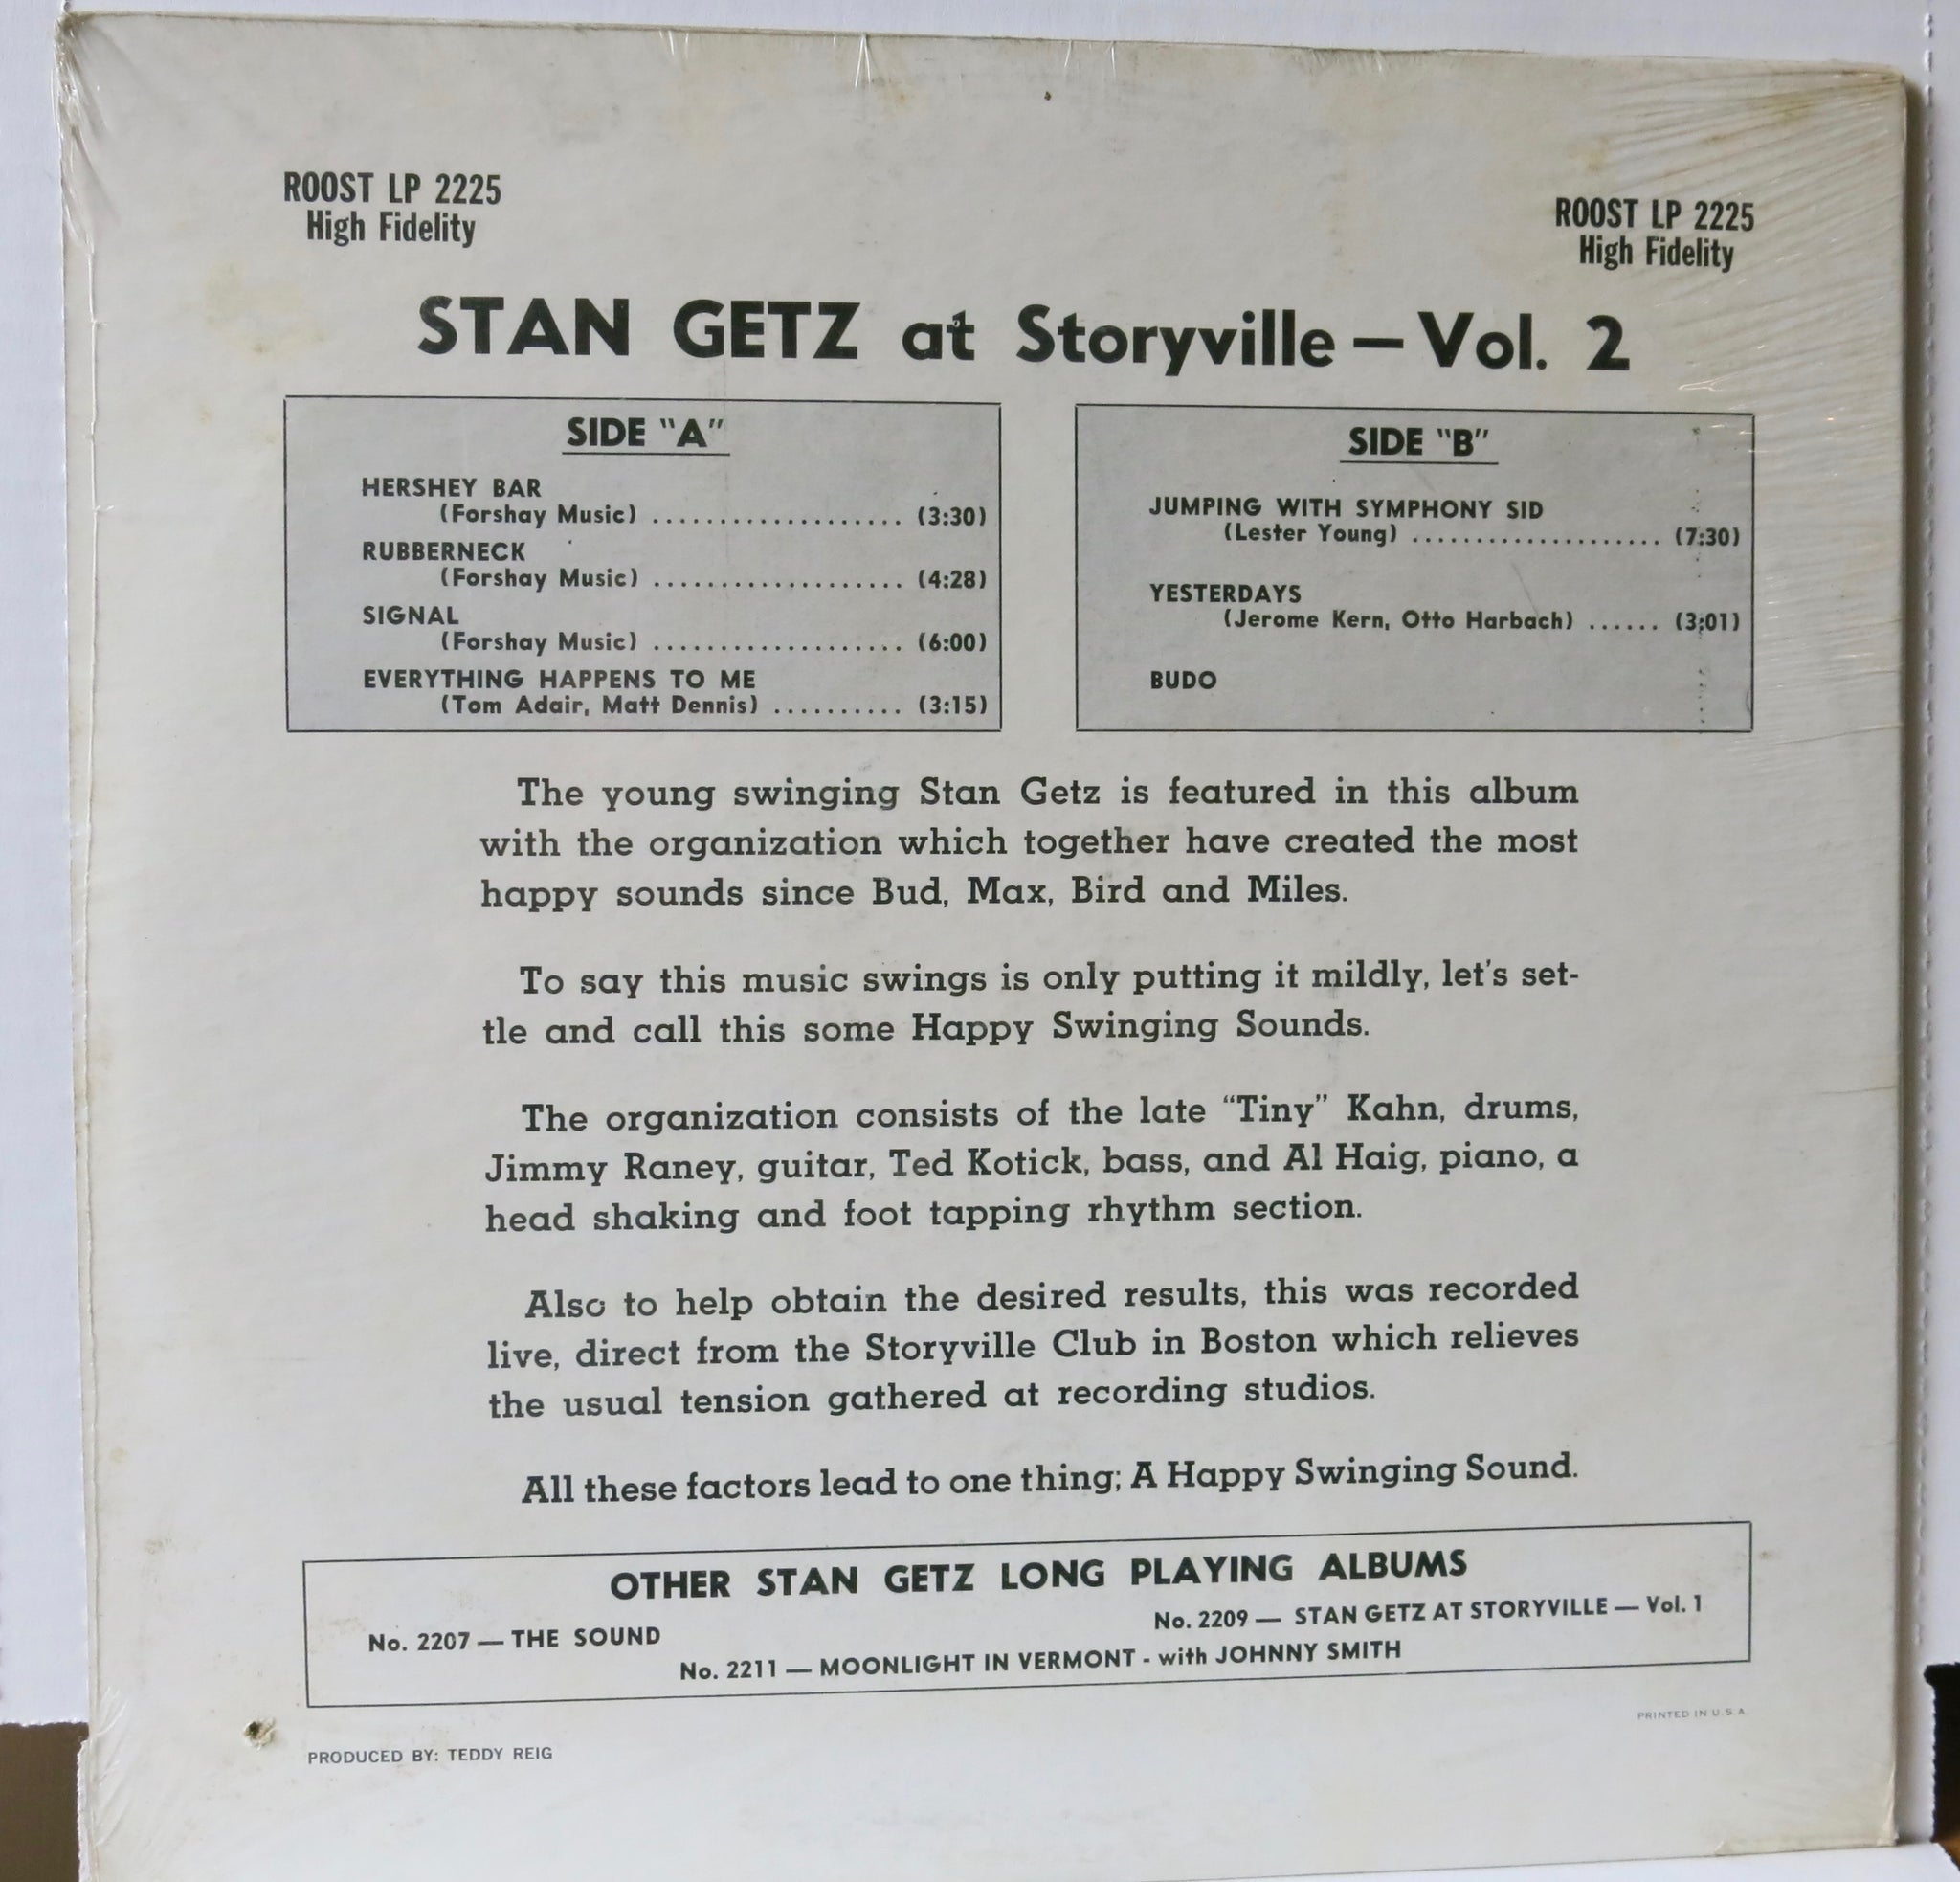 ROOST LP 2225
High Fidelity
ROOST LP 2225
High Fidelity
STAN GETZ at Storyville — Vol. 2
SIDE "A"
HERSHEY BAR
(Forshay Music) ................... (3:30)
RUBBERNECK
(Forshay Music) ................... (4:28)
SIGNAL
(Forshay Music) ................... (6:00)
EVERYTHING HAPPENS TO ME
(Tom Adair, Matt Dennis) .......... (3:15)
SIDE "B"
JUMPING WITH SYMPHONY SID
(Lester Young) ................... (7:30)
YESTERDAYS
(Jerome Kern, Otto Harbach) ...... (3;01)
BUDO
The young swinging Stan Getz is featured in this album
with the organization which together have created the most
happy sounds since Bud, Max, Bird and Miles.
To say this music swings is only putting it mildly, let's set-
tle and call this some Happy Swinging Sounds.
The organization consists of the late "Tiny" Kahn, drums,
Jimmy Raney, guitar, Ted Kotick, bass, and Al Haig, piano, a
head shaking and foot tapping rhythm section.
Also to help obtain the desired results, this was recorded
live, direct from the Storyville Club in Boston which relieves
the usual tension gathered at recording studios.
All these factors lead to one thing; A Happy Swinging Sound.
OTHER STAN GETZ LONG PLAYING ALBUMS
No. 2207 — THE SOUND
No. 2209 — STAN GETZ AT STORYVILLE — Vol. 1
No. 2211 — MOONLIGHT IN VERMONT - with JOHNNY SMITH
PRINTED IN U.S.A.
PRODUCED BY: TEDDY REIG